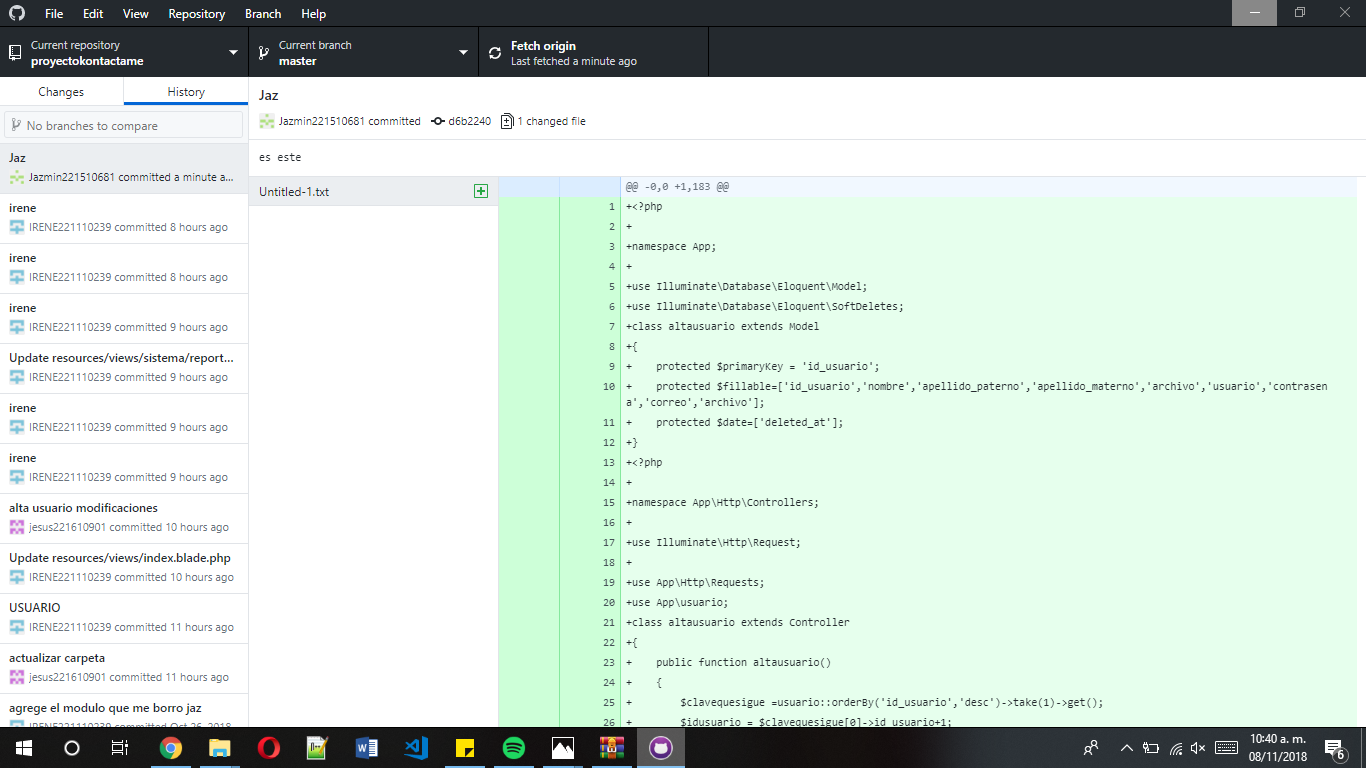 File Edit View Repository Branch Help
Current repository
proyectokontactame
Current branch
master
Fetch origin
Last fetched a minute ago
Changes History
No branches to compare
Jaz
Jazmin221510681 committed a minute a...
irene
IRENE221110239 committed 8 hours ago
irene
IRENE221110239 committed 8 hours ago
irene
IRENE221110239 committed 9 hours ago
Update resources/views/sistema/report...
IRENE221110239 committed 9 hours ago
irene
IRENE221110239 committed 9 hours ago
irene
IRENE221110239 committed 9 hours ago
alta usuario modificaciones
jesus221610901 committed 10 hours ago
Update resources/views/index.blade.php
IRENE221110239 committed 10 hours ago
USUARIO
IRENE221110239 committed 11 hours ago
actualizar carpeta
jesus221610901 committed 11 hours ago
agrege el modulo que me borro jaz
IRENE221110239 committed Oct 26, 2018
Jaz
Jazmin221510681 committed d6b2240 1 changed file
es este
Untitled-1.txt
@@ -0,0 +1,183 @@
1 +<?php
2 +
3 +namespace App;
4 +
5 +use Illuminate\Database\Eloquent\Model;
6 +use Illuminate\Database\Eloquent\SoftDeletes;
7 +class altausuario extends Model
8 +{
9 +    protected $primaryKey = 'id_usuario';
10 +    protected $fillable=['id_usuario','nombre','apellido_paterno','apellido_materno','archivo','usuario','contrasen
a','correo','archivo'];
11 +    protected $date=['deleted_at'];
12 +}
13 +<?php
14 +
15 +namespace App\Http\Controllers;
16 +
17 +use Illuminate\Http\Request;
18 +
19 +use App\Http\Requests;
20 +use App\usuario;
21 +class altausuario extends Controller
22 +{
23 +    public function altausuario()
24 +    {
25 +        $clavequesigue =usuario::orderBy('id_usuario','desc')->take(1)->get();
26 +        $idusuario = $clavequesigue[0]->id_usuario+1;
10:40 a. m.
08/11/2018
6